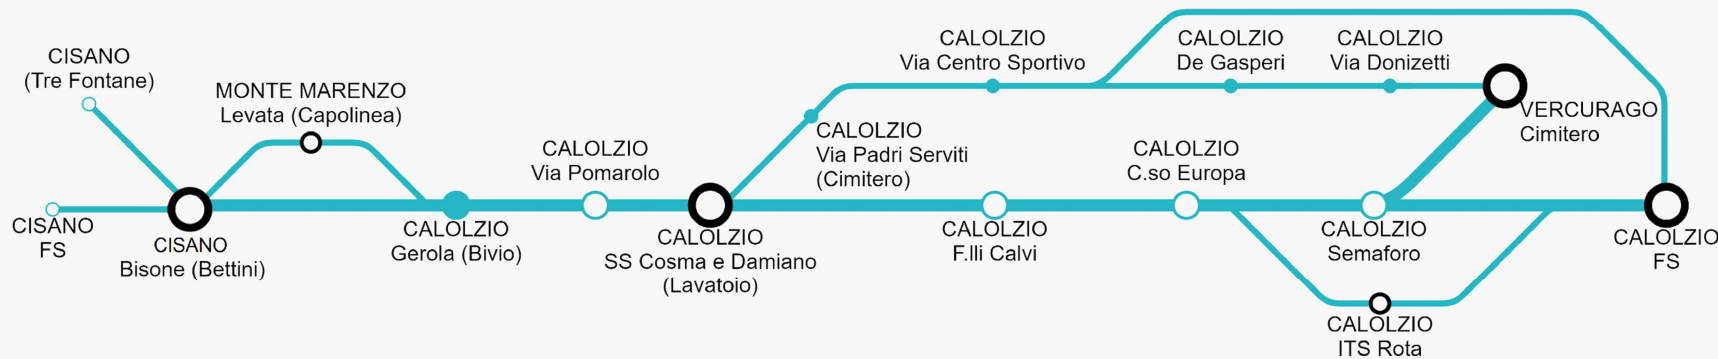 CISANO
(Tre Fontane)
CISANO
FS
MONTE MARENZO
Levata (Capolinea)
CISANO
Bisone (Bettini)
CALOLZIO
Gerola (Bivio)
CALOLZIO
Via Pomarolo
CALOLZIO
SS Cosma e Damiano
(Lavatoio)
CALOLZIO
Via Padri Serviti
(Cimitero)
CALOLZIO
Via Centro Sportivo
CALOLZIO
De Gasperi
CALOLZIO
Via Donizetti
VERCURAGO
Cimitero
CALOLZIO
F.lli Calvi
CALOLZIO
C.so Europa
CALOLZIO
Semaforo
CALOLZIO
ITS Rota
CALOLZIO
FS